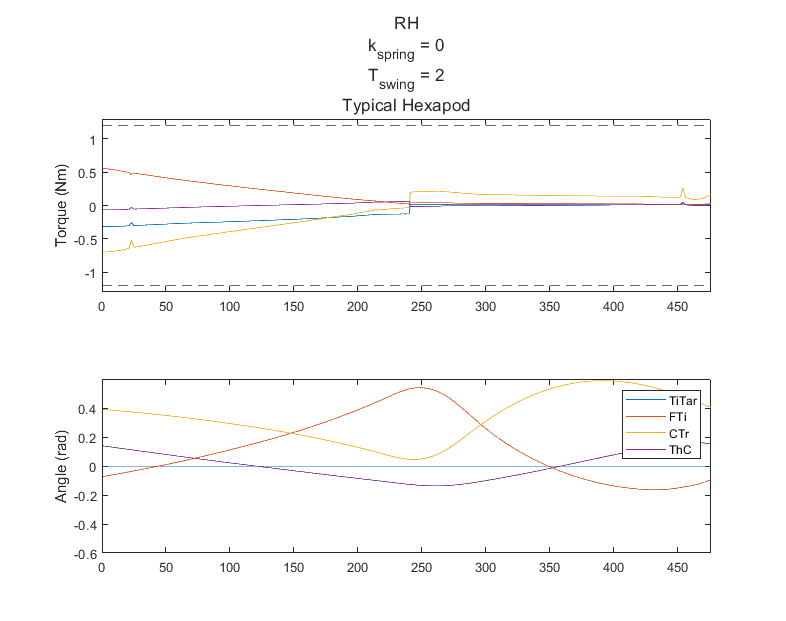 RH
k_spring = 0
T_swing = 2
Typical Hexapod
Torque (Nm)
1
0.5
0
-0.5
-1
0 50 100 150 200 250 300 350 400 450
Angle (rad)
0.4
0.2
0
-0.2
-0.4
-0.6
0 50 100 150 200 250 300 350 400 450
TiTar
FTi
CTr
ThC